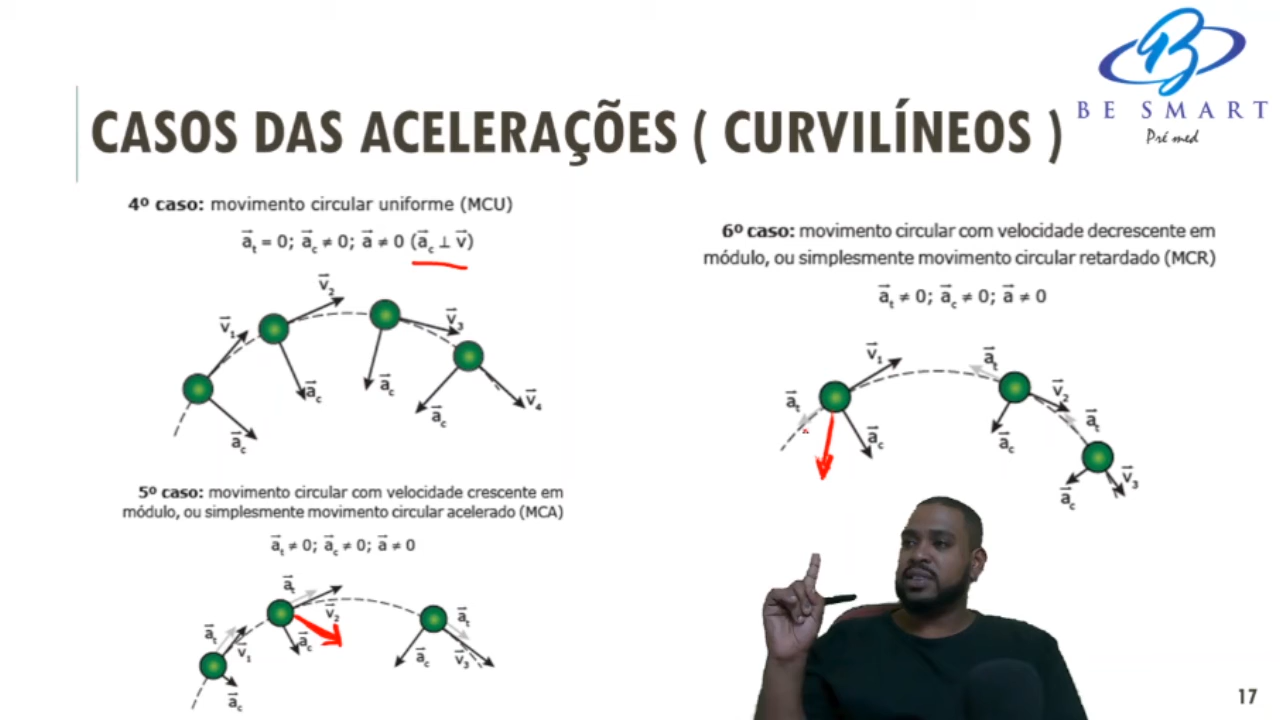 BE SMART
Pré med
CASOS DAS ACELERAÇÕES ( CURVILÍNEOS )
4º caso: movimento circular uniforme (MCU)
a⃗t = 0; a⃗c ≠ 0; a⃗ ≠ 0 (a⃗c ⊥ v⃗)
v⃗1
v⃗2
v⃗3
v⃗4
a⃗c
a⃗c
a⃗c
a⃗c
5º caso: movimento circular com velocidade crescente em
módulo, ou simplesmente movimento circular acelerado (MCA)
a⃗t ≠ 0; a⃗c ≠ 0; a⃗ ≠ 0
a⃗t
v⃗1
a⃗c
a⃗t
v⃗2
a⃗c
a⃗t
a⃗c
v⃗3
6º caso: movimento circular com velocidade decrescente em
módulo, ou simplesmente movimento circular retardado (MCR)
a⃗t ≠ 0; a⃗c ≠ 0; a⃗ ≠ 0
v⃗1
a⃗t
a⃗c
a⃗t
v⃗2
a⃗c
a⃗t
v⃗3
a⃗c
17